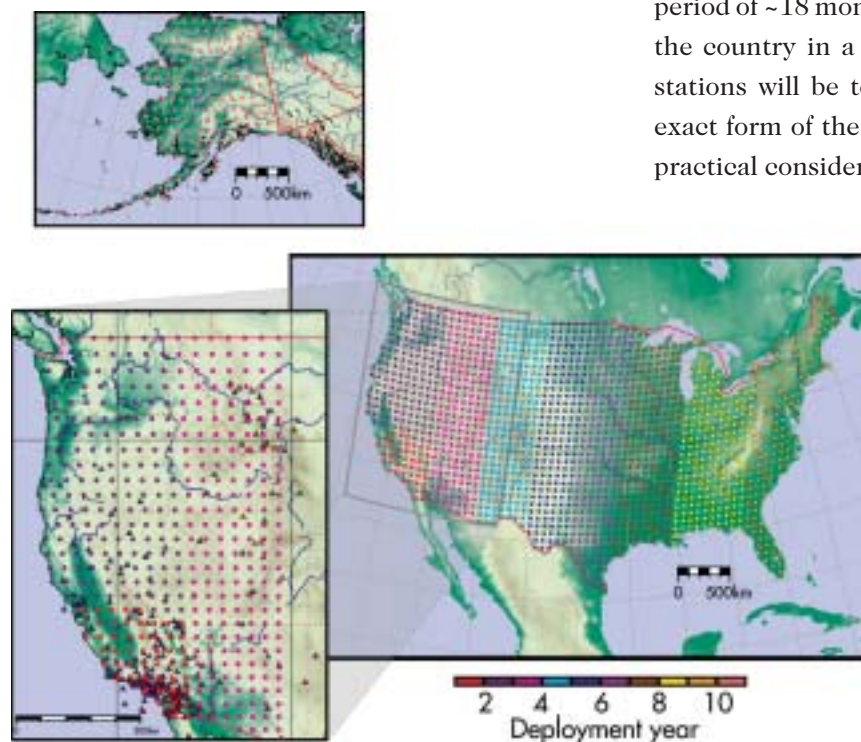 period of ~18 mon
the country in a
stations will be to
exact form of the
practical consider
0 500km
0 500km
0
2 4 6 8 10
Deployment year